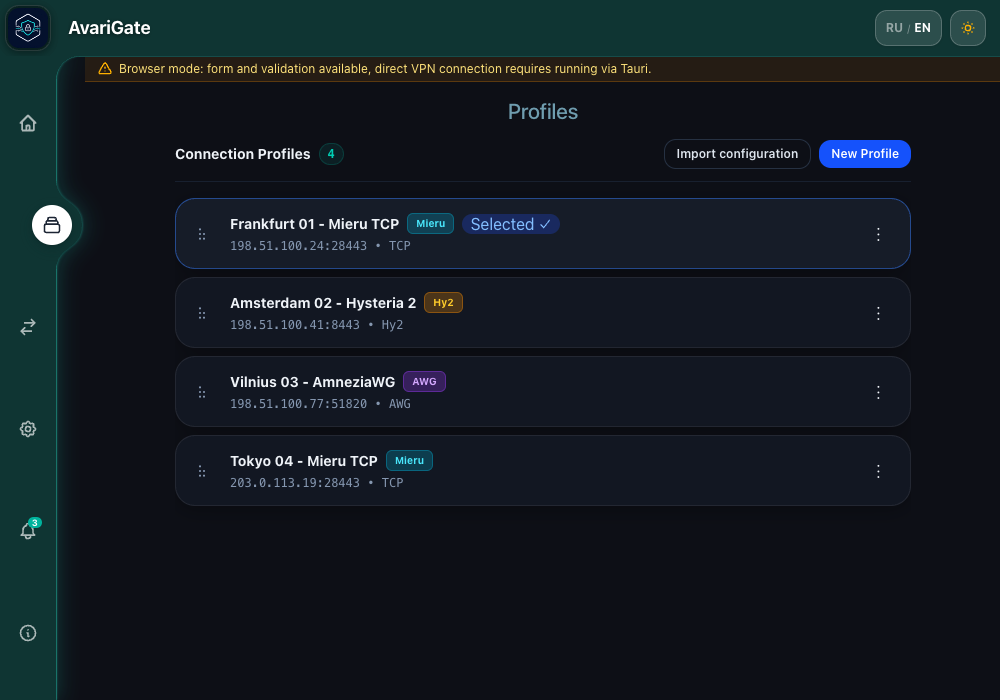 AvariGate
RU / EN
Browser mode: form and validation available, direct VPN connection requires running via Tauri.
Profiles
Connection Profiles 4
Import configuration
New Profile
Frankfurt 01 - Mieru TCP Mieru Selected ✓
198.51.100.24:28443 • TCP
Amsterdam 02 - Hysteria 2 Hy2
198.51.100.41:8443 • Hy2
Vilnius 03 - AmneziaWG AWG
198.51.100.77:51820 • AWG
Tokyo 04 - Mieru TCP Mieru
203.0.113.19:28443 • TCP
3